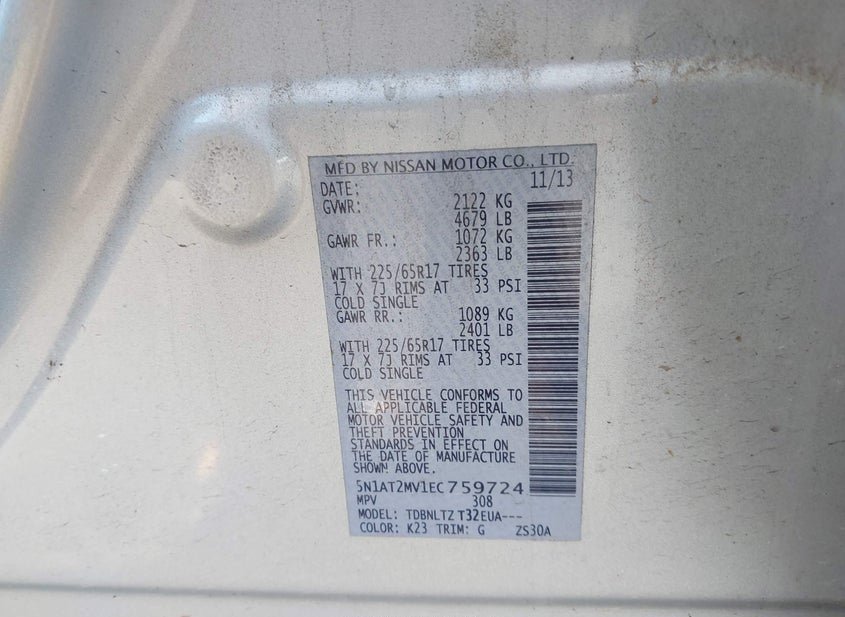 MFD BY NISSAN MOTOR CO., LTD.
DATE: 11/13
GVWR: 2122 KG
4679 LB
GAWR FR.: 1072 KG
2363 LB
WITH 225/65R17 TIRES
17 X 7J RIMS AT 33 PSI
COLD SINGLE
GAWR RR.: 1089 KG
2401 LB
WITH 225/65R17 TIRES
17 X 7J RIMS AT 33 PSI
COLD SINGLE
THIS VEHICLE CONFORMS TO
ALL APPLICABLE FEDERAL
MOTOR VEHICLE SAFETY AND
THEFT PREVENTION
STANDARDS IN EFFECT ON
THE DATE OF MANUFACTURE
SHOWN ABOVE.
5N1AT2MV1EC759724
MPV 308
MODEL: TDBNLTZ T32EUA---
COLOR: K23 TRIM: G ZS30A